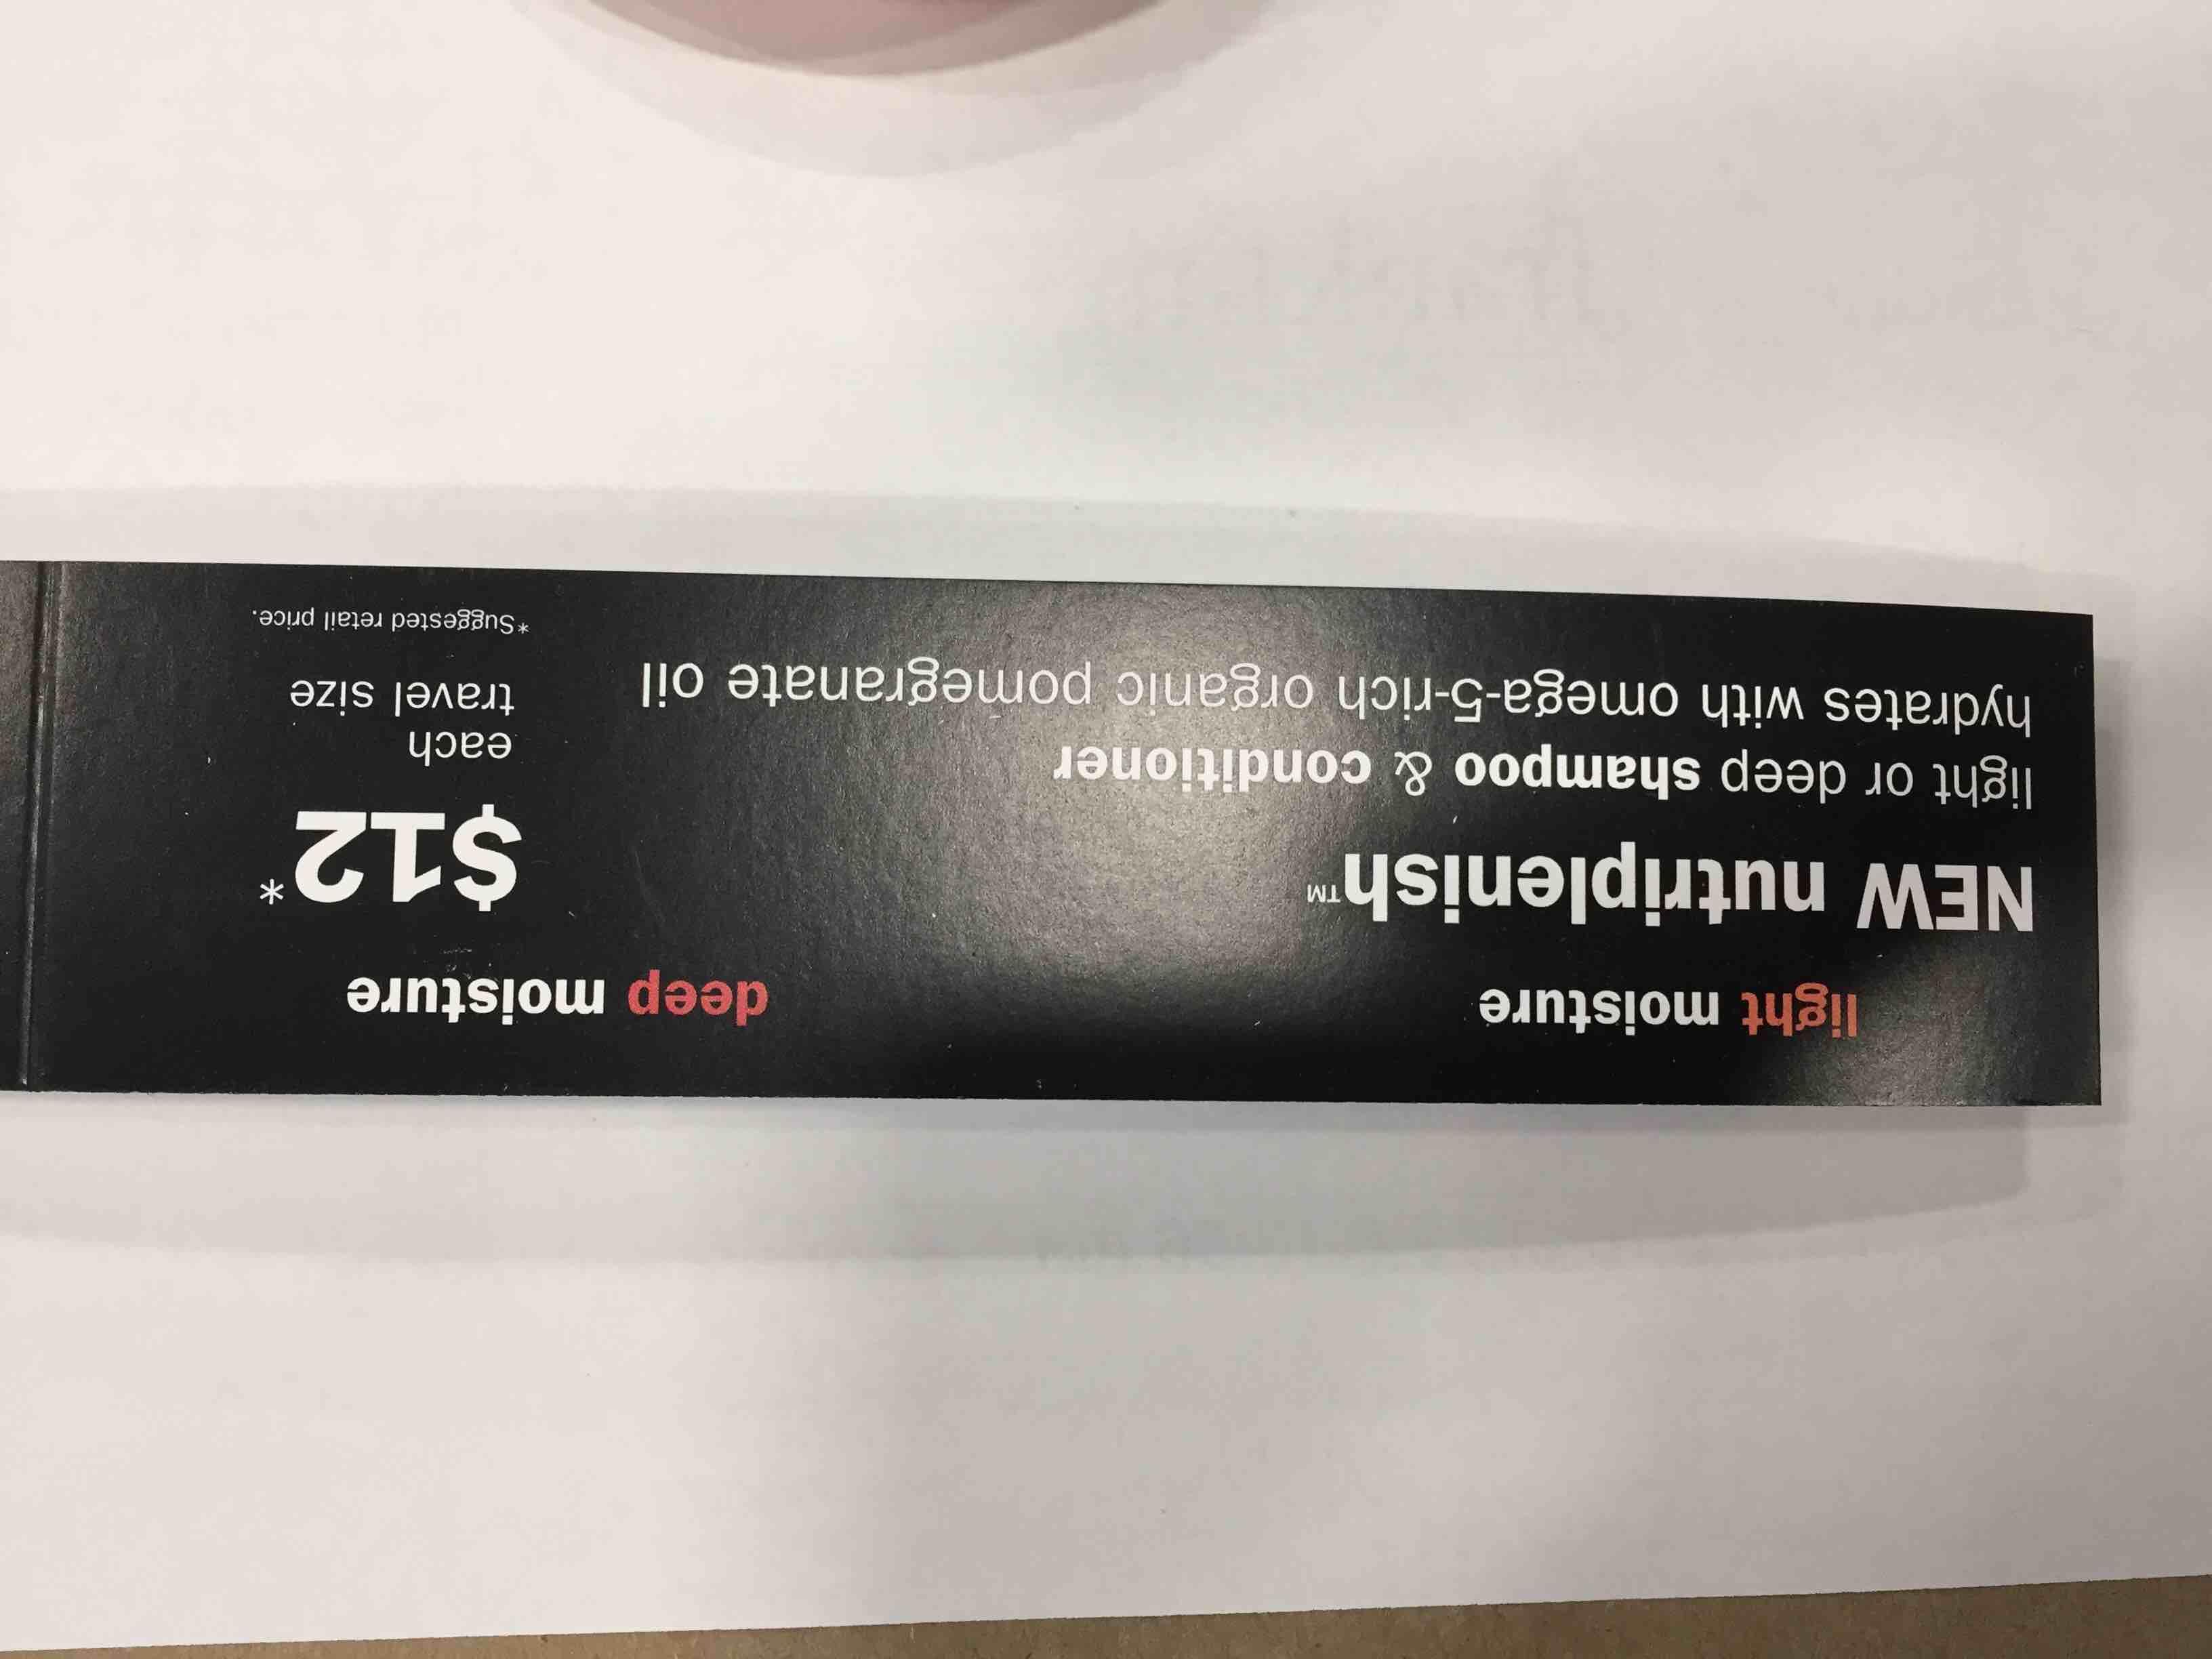 light moisture
deep moisture
NEW nutriplenish™
light or deep shampoo & conditioner
hydrates with omega-5-rich organic pomegranate oil
$12*
each
travel size
*Suggested retail price.